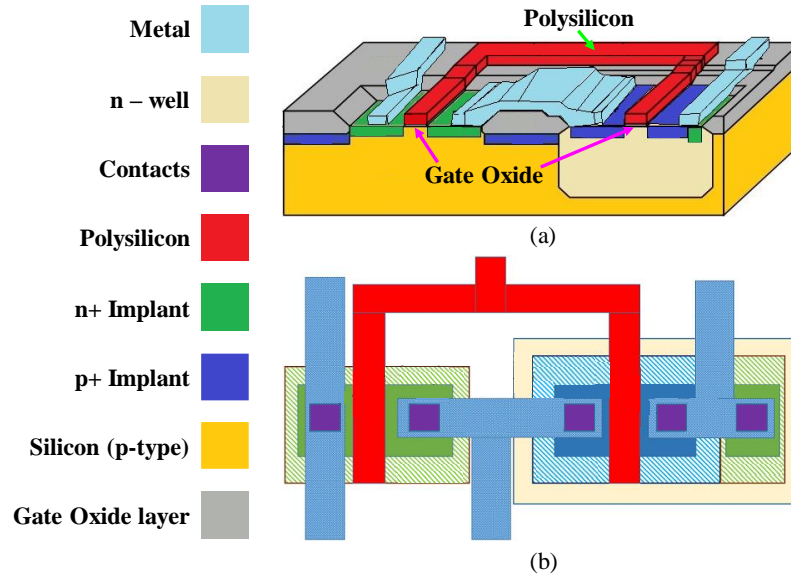 Metal
n – well
Contacts
Polysilicon
n+ Implant
p+ Implant
Silicon (p-type)
Gate Oxide layer
Polysilicon
Gate Oxide
(a)
(b)